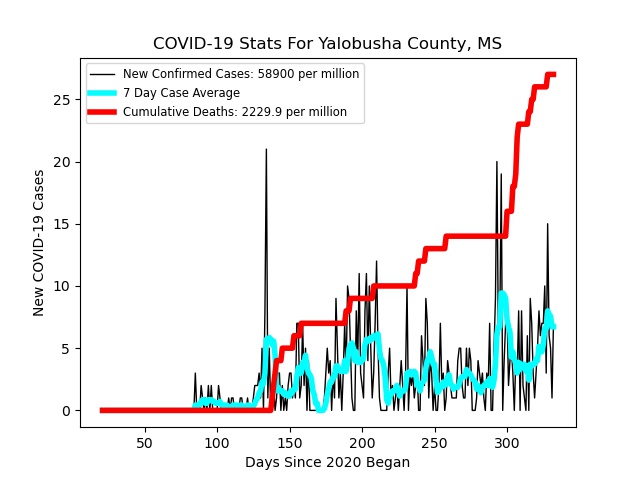 COVID-19 Stats For Yalobusha County, MS
New Confirmed Cases: 58900 per million
7 Day Case Average
Cumulative Deaths: 2229.9 per million
New COVID-19 Cases
25
20
15
10
5
0
50 100 150 200 250 300
Days Since 2020 Began